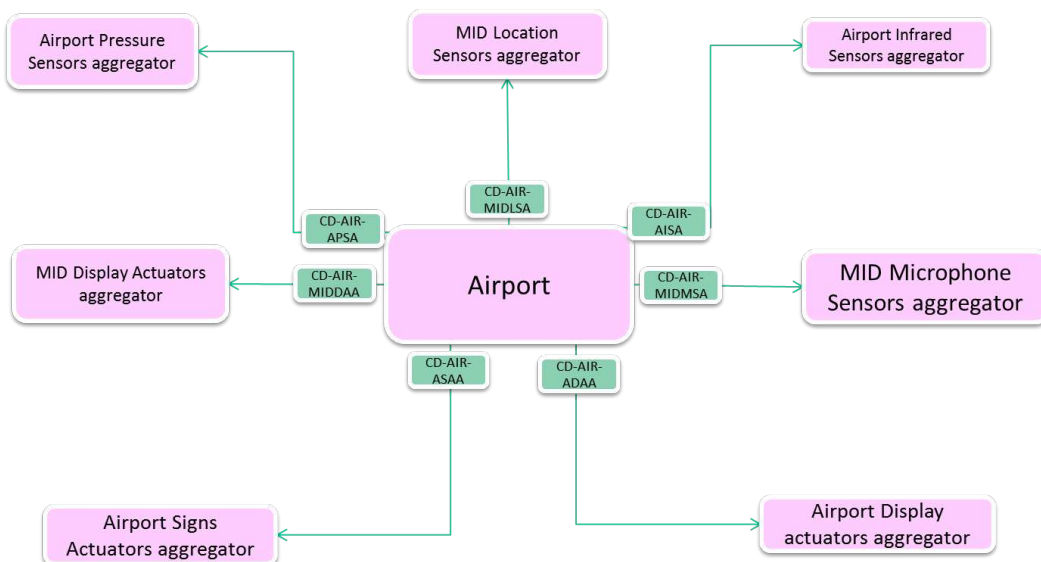 Airport Pressure
Sensors aggregator
MID Location
Sensors aggregator
Airport Infrared
Sensors aggregator
CD-AIR-
MIDLSA
CD-AIR-
APSA
CD-AIR-
AISA
MID Display Actuators
aggregator
CD-AIR-
MIDDAA
Airport
CD-AIR-
MIDMSA
MID Microphone
Sensors aggregator
CD-AIR-
ASAA
CD-AIR-
ADAA
Airport Signs
Actuators aggregator
Airport Display
actuators aggregator